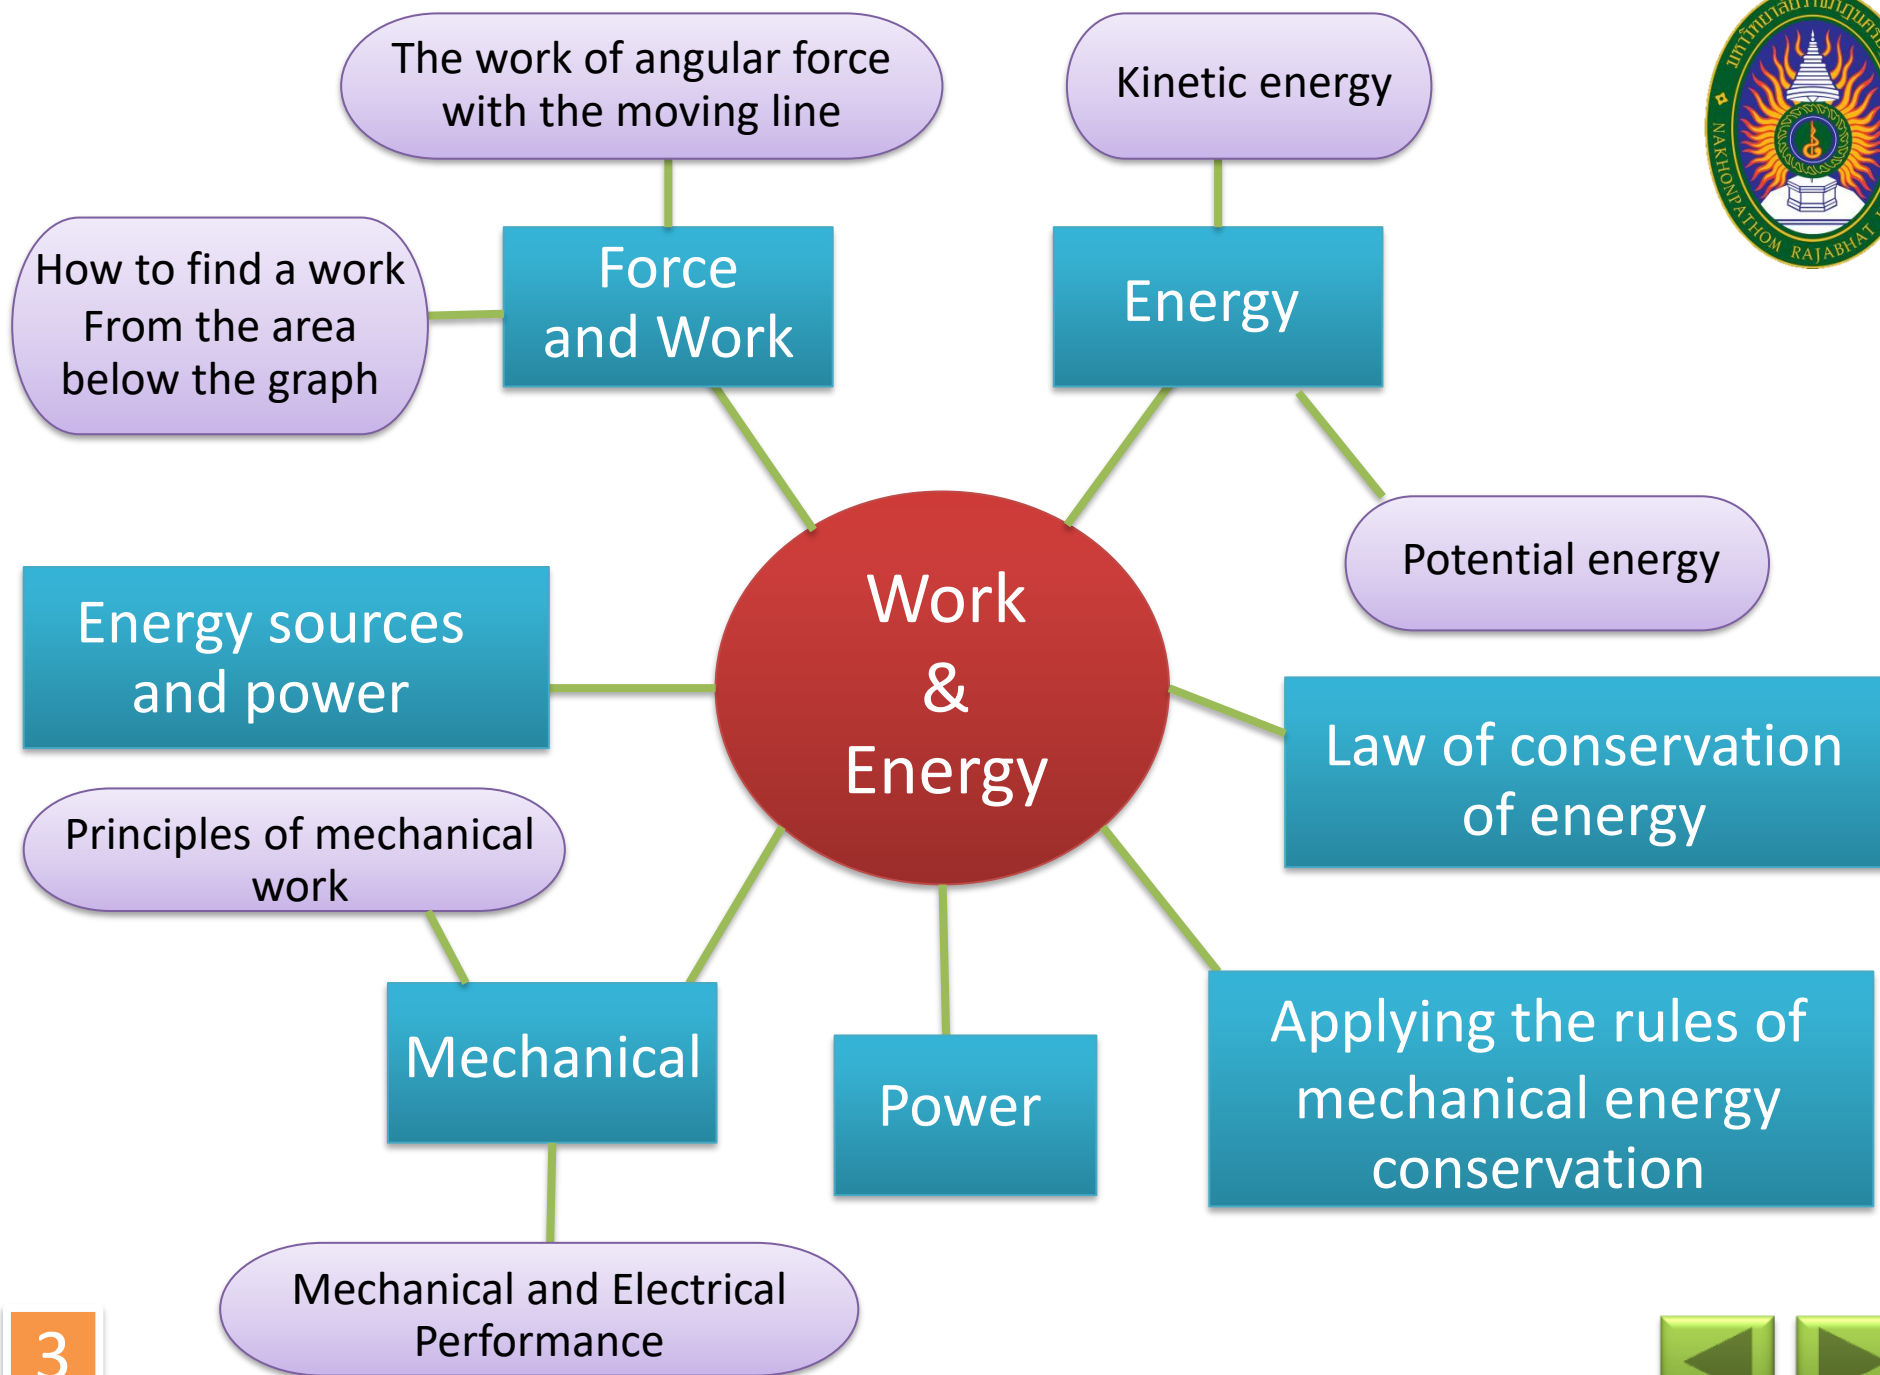 The work of angular force
with the moving line
Kinetic energy
How to find a work
From the area
below the graph
Force
and Work
Energy
Potential energy
Energy sources
and power
Work
&
Energy
Law of conservation
of energy
Principles of mechanical
work
Mechanical
Power
Applying the rules of
mechanical energy
conservation
Mechanical and Electrical
Performance
3
NAKHONPATHOM RAJABHAT